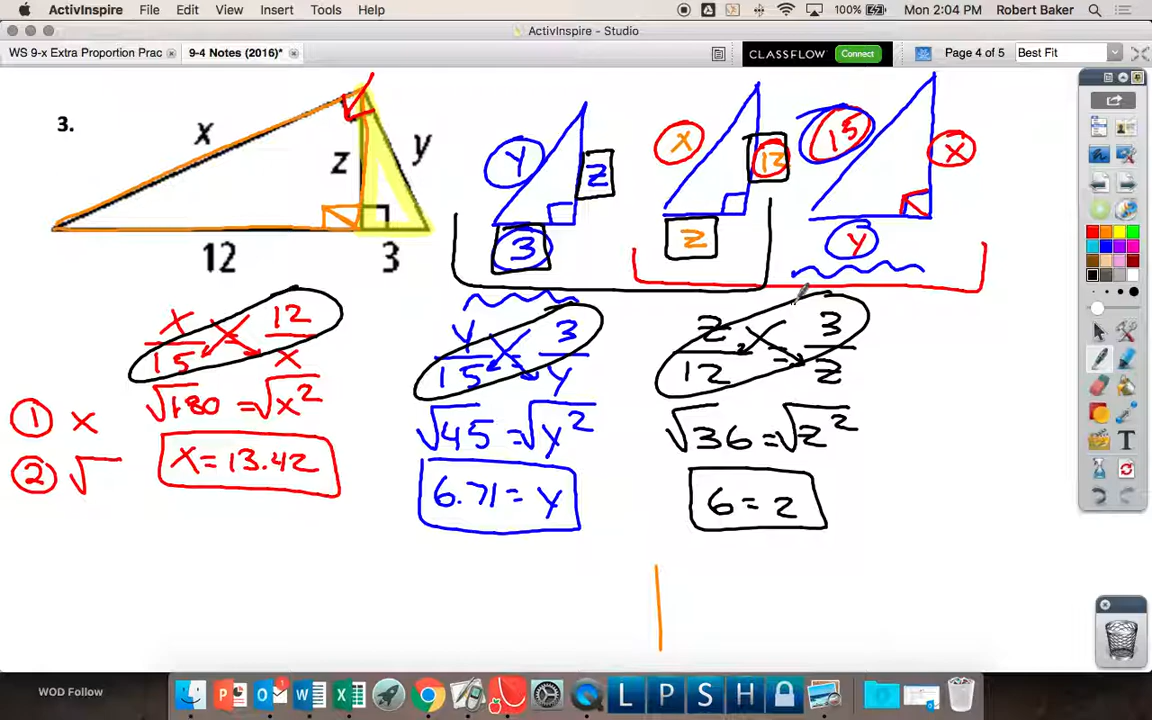 ActivInspire File Edit View Insert Tools Help 100% Mon 2:04 PM Robert Baker
ActivInspire - Studio
WS 9-x Extra Proportion Prac 9-4 Notes (2016)* CLASSFLOW Connect Page 4 of 5 Best Fit
3.
x
z
y
12
3
y
z
3
x
12
z
15
x
y
x/15 = 12/x
√180 = √x²
x = 13.42
① x
② √
y/15 = 3/y
√45 = √y²
6.71 = y
z/12 = 3/z
√36 = √z²
6 = z
T
WOD Follow
P O W X L P S H